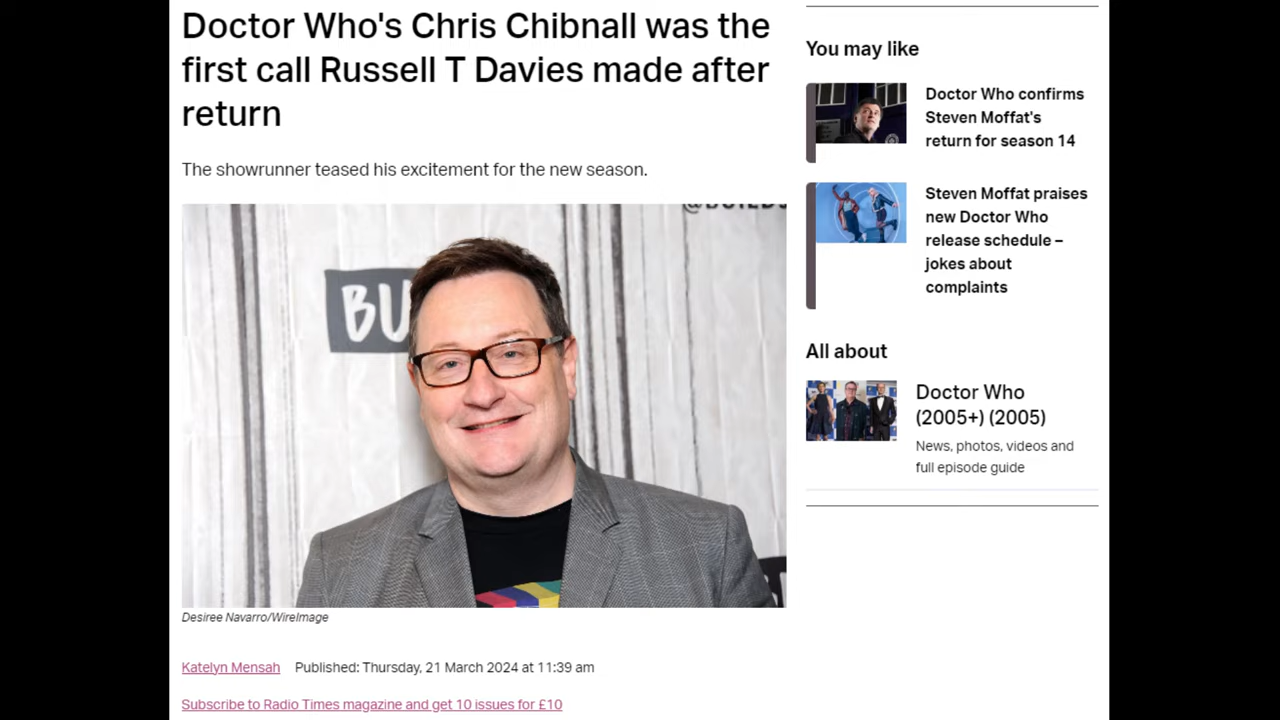 Doctor Who's Chris Chibnall was the
first call Russell T Davies made after
return
The showrunner teased his excitement for the new season.
BU
Desiree Navarro/WireImage
Katelyn Mensah Published: Thursday, 21 March 2024 at 11:39 am
Subscribe to Radio Times magazine and get 10 issues for £10
You may like
Doctor Who confirms
Steven Moffat's
return for season 14
Steven Moffat praises
new Doctor Who
release schedule –
jokes about
complaints
All about
Doctor Who
(2005+) (2005)
News, photos, videos and
full episode guide